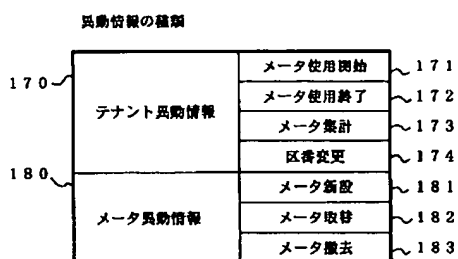 異動情報の種類
170
テナント異動情報
メータ使用開始 171
メータ使用終了 172
メータ集計 173
区番変更 174
180
メータ異動情報
メータ新設 181
メータ取替 182
メータ撤去 183